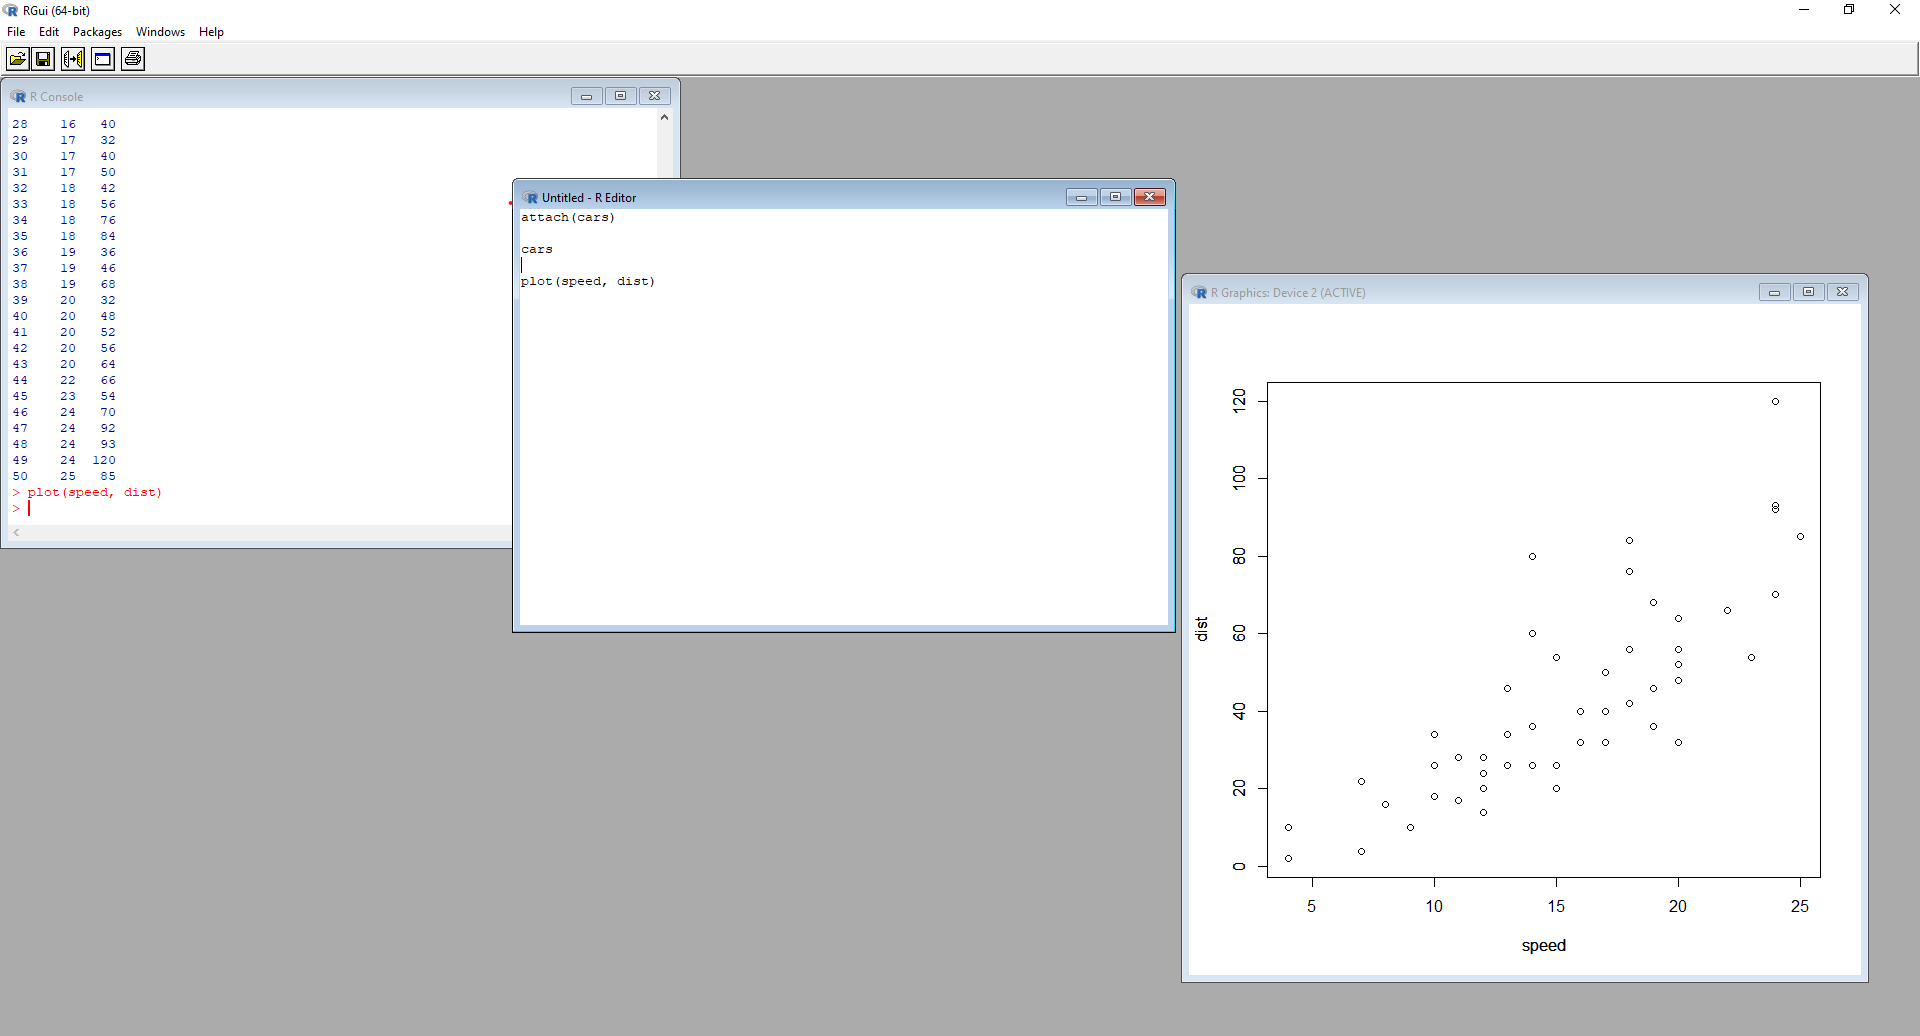 RGui (64-bit)
File Edit Packages Windows Help
R Console
28 16 40
29 17 32
30 17 40
31 17 50
32 18 42
33 18 56
34 18 76
35 18 84
36 19 36
37 19 46
38 19 68
39 20 32
40 20 48
41 20 52
42 20 56
43 20 64
44 22 66
45 23 54
46 24 70
47 24 92
48 24 93
49 24 120
50 25 85
> plot(speed, dist)
>
Untitled - R Editor
attach(cars)
cars
plot(speed, dist)
R Graphics: Device 2 (ACTIVE)
120
100
80
60
40
20
0
dist
5 10 15 20 25
speed